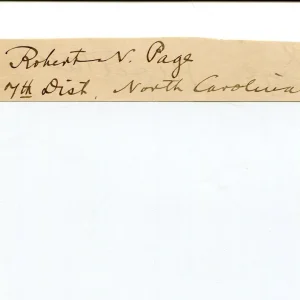 Robert N. Page
7th Dist. North Carolina